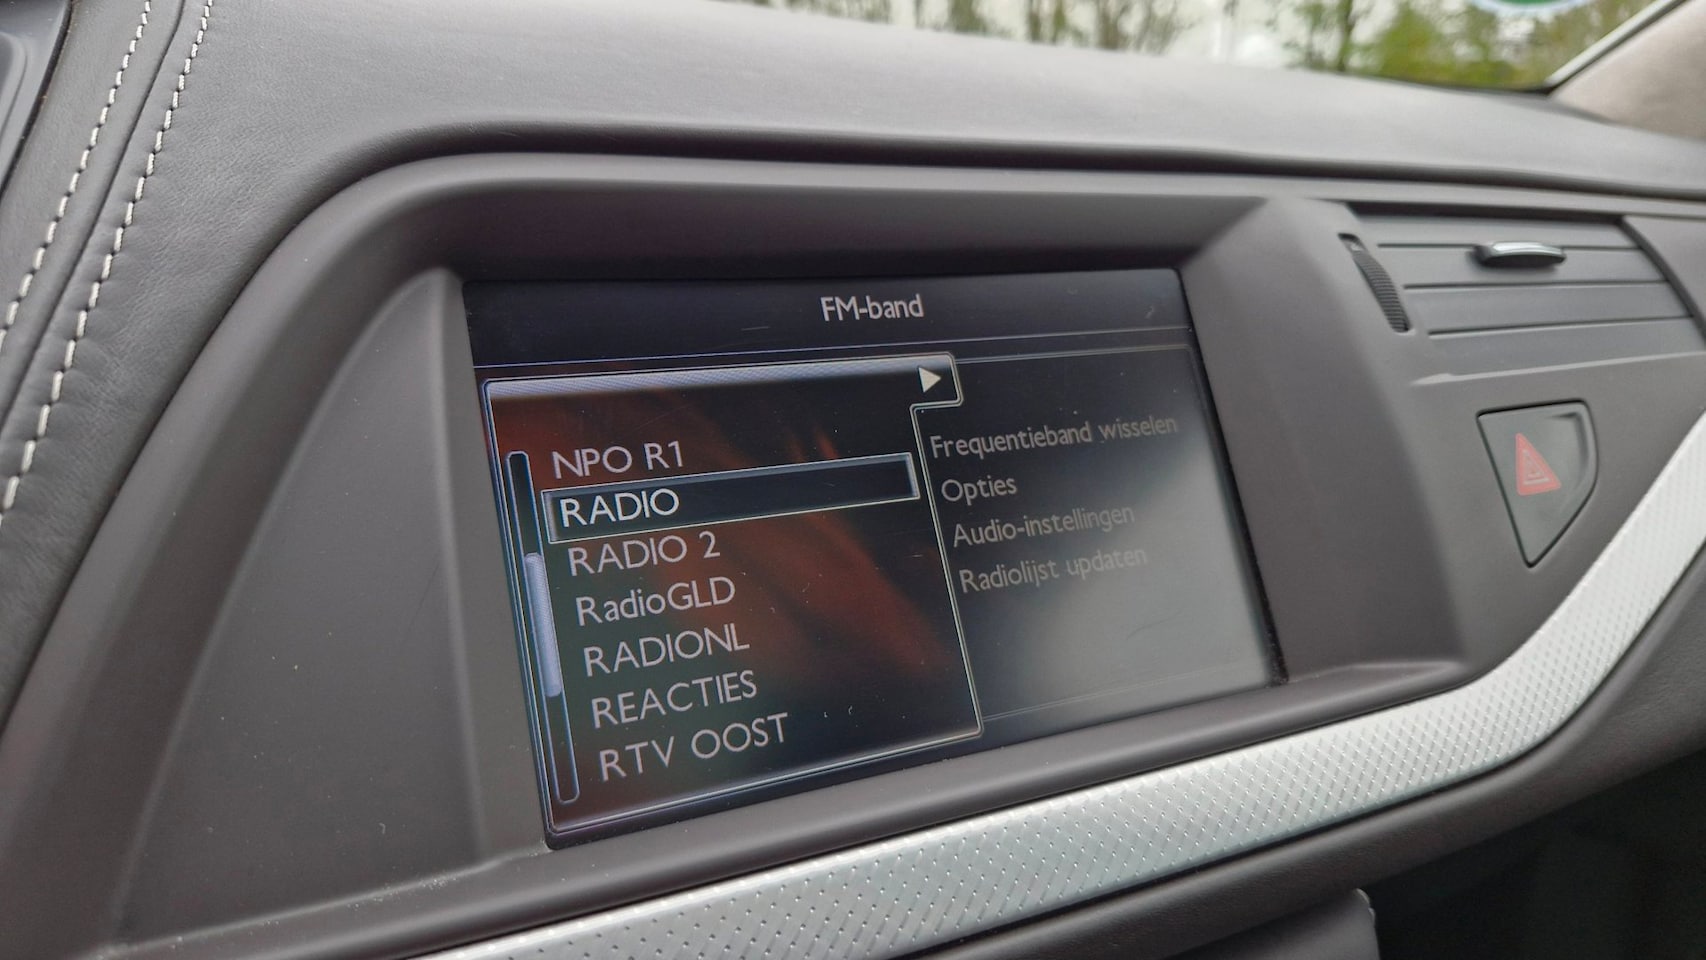 FM-band
NPO R1
RADIO
RADIO 2
RadioGLD
RADIONL
REACTIES
RTV OOST
Frequentieband wisselen
Opties
Audio-instellingen
Radiolijst updaten